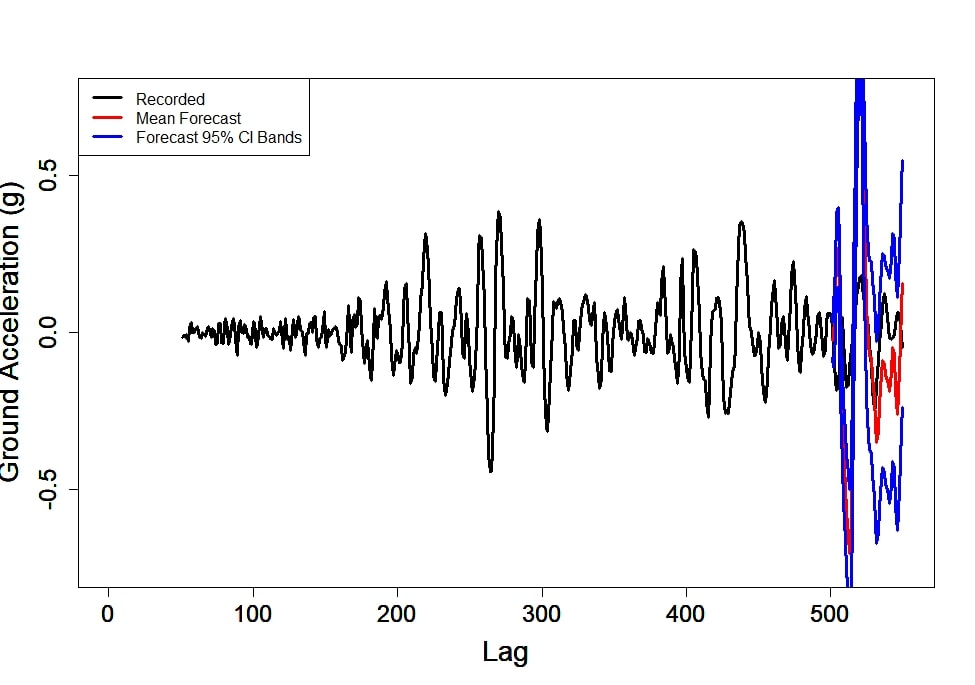 Recorded
Mean Forecast
Forecast 95% CI Bands
Ground Acceleration (g)
0.5
0.0
-0.5
0 100 200 300 400 500
Lag